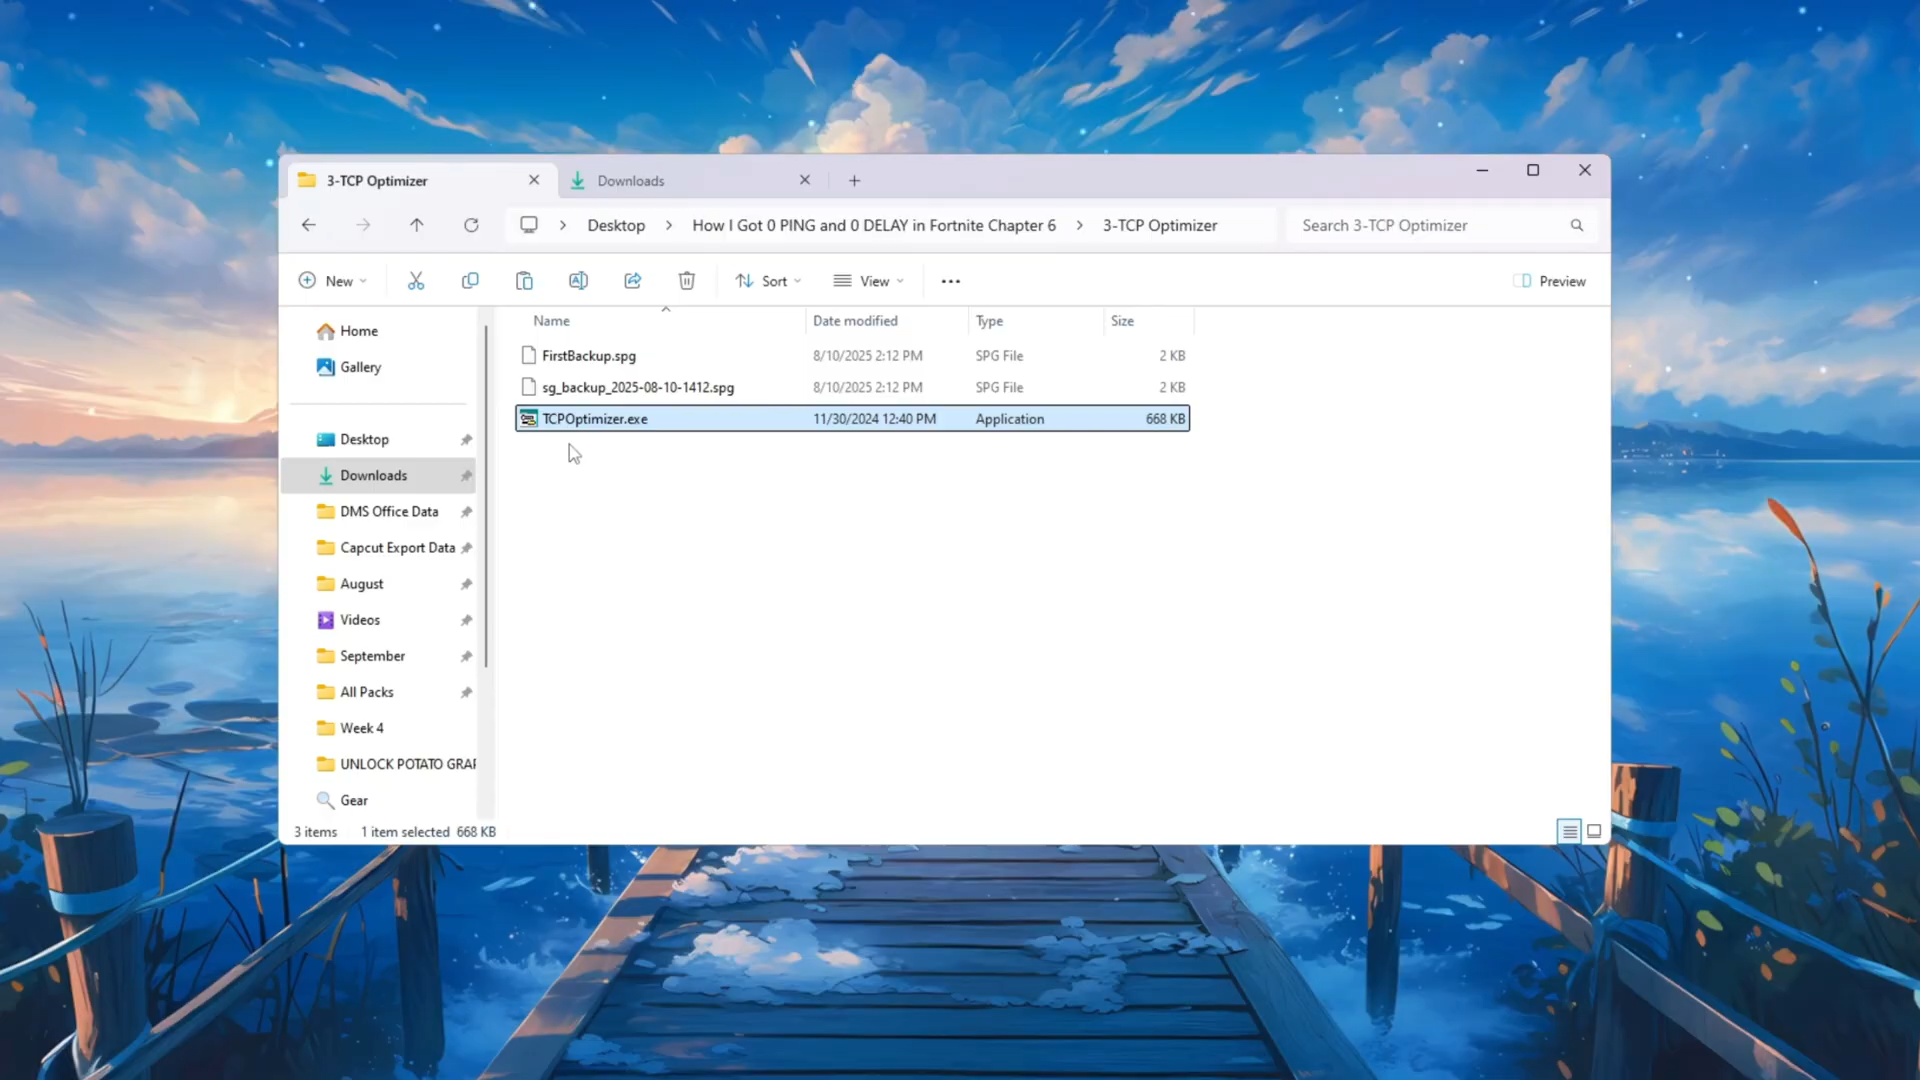 3-TCP Optimizer
Downloads
Desktop > How I Got 0 PING and 0 DELAY in Fortnite Chapter 6 > 3-TCP Optimizer
Search 3-TCP Optimizer
New
Sort
View
Preview
Name Date modified Type Size
FirstBackup.spg 8/10/2025 2:12 PM SPG File 2 KB
sg_backup_2025-08-10-1412.spg 8/10/2025 2:12 PM SPG File 2 KB
TCPOptimizer.exe 11/30/2024 12:40 PM Application 668 KB
Home
Gallery
Desktop
Downloads
DMS Office Data
Capcut Export Data
August
Videos
September
All Packs
Week 4
UNLOCK POTATO GRAP
Gear
3 items 1 item selected 668 KB